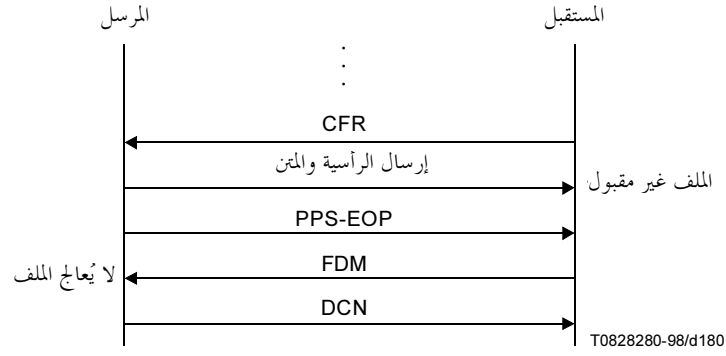 المرسل
المستقبل
CFR
إرسال الرأسية والمتن
الملف غير مقبول
PPS-EOP
FDM
لا يُعالج الملف
DCN
T0828280-98/d180